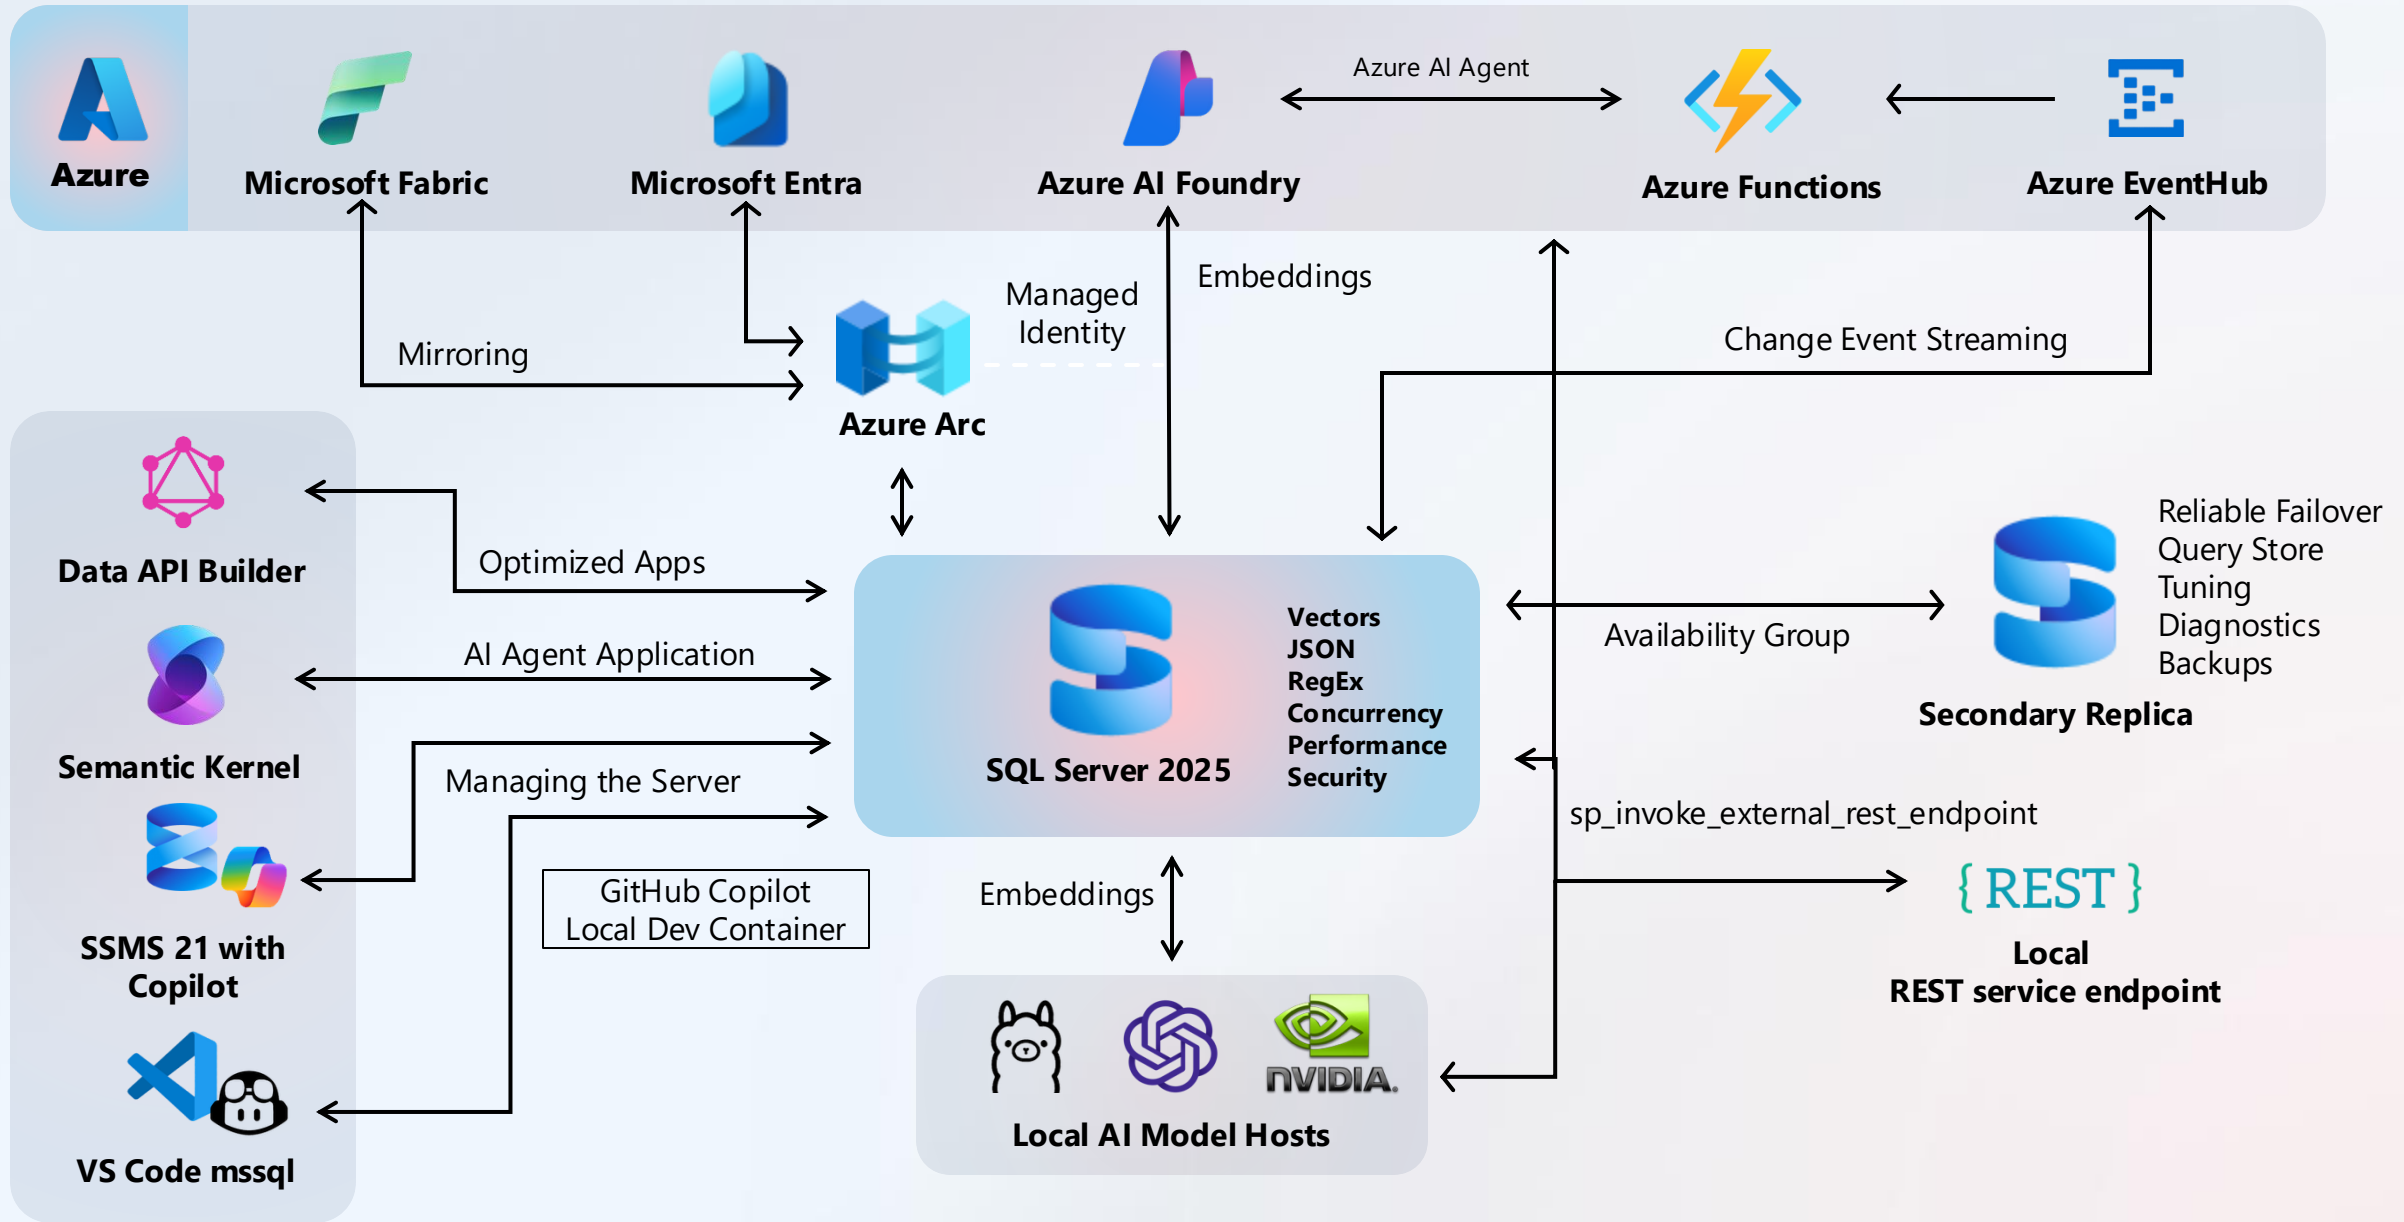 Azure
Microsoft Fabric
Microsoft Entra
Azure AI Foundry
Azure AI Agent
Azure Functions
Azure EventHub
Mirroring
Azure Arc
Managed
Identity
Embeddings
Change Event Streaming
Data API Builder
Semantic Kernel
SSMS 21 with
Copilot
VS Code mssql
Optimized Apps
AI Agent Application
Managing the Server
GitHub Copilot
Local Dev Container
SQL Server 2025
Vectors
JSON
RegEx
Concurrency
Performance
Security
Availability Group
Reliable Failover
Query Store
Tuning
Diagnostics
Backups
Secondary Replica
sp_invoke_external_rest_endpoint
{ REST }
Local
REST service endpoint
Embeddings
NVIDIA.
Local AI Model Hosts